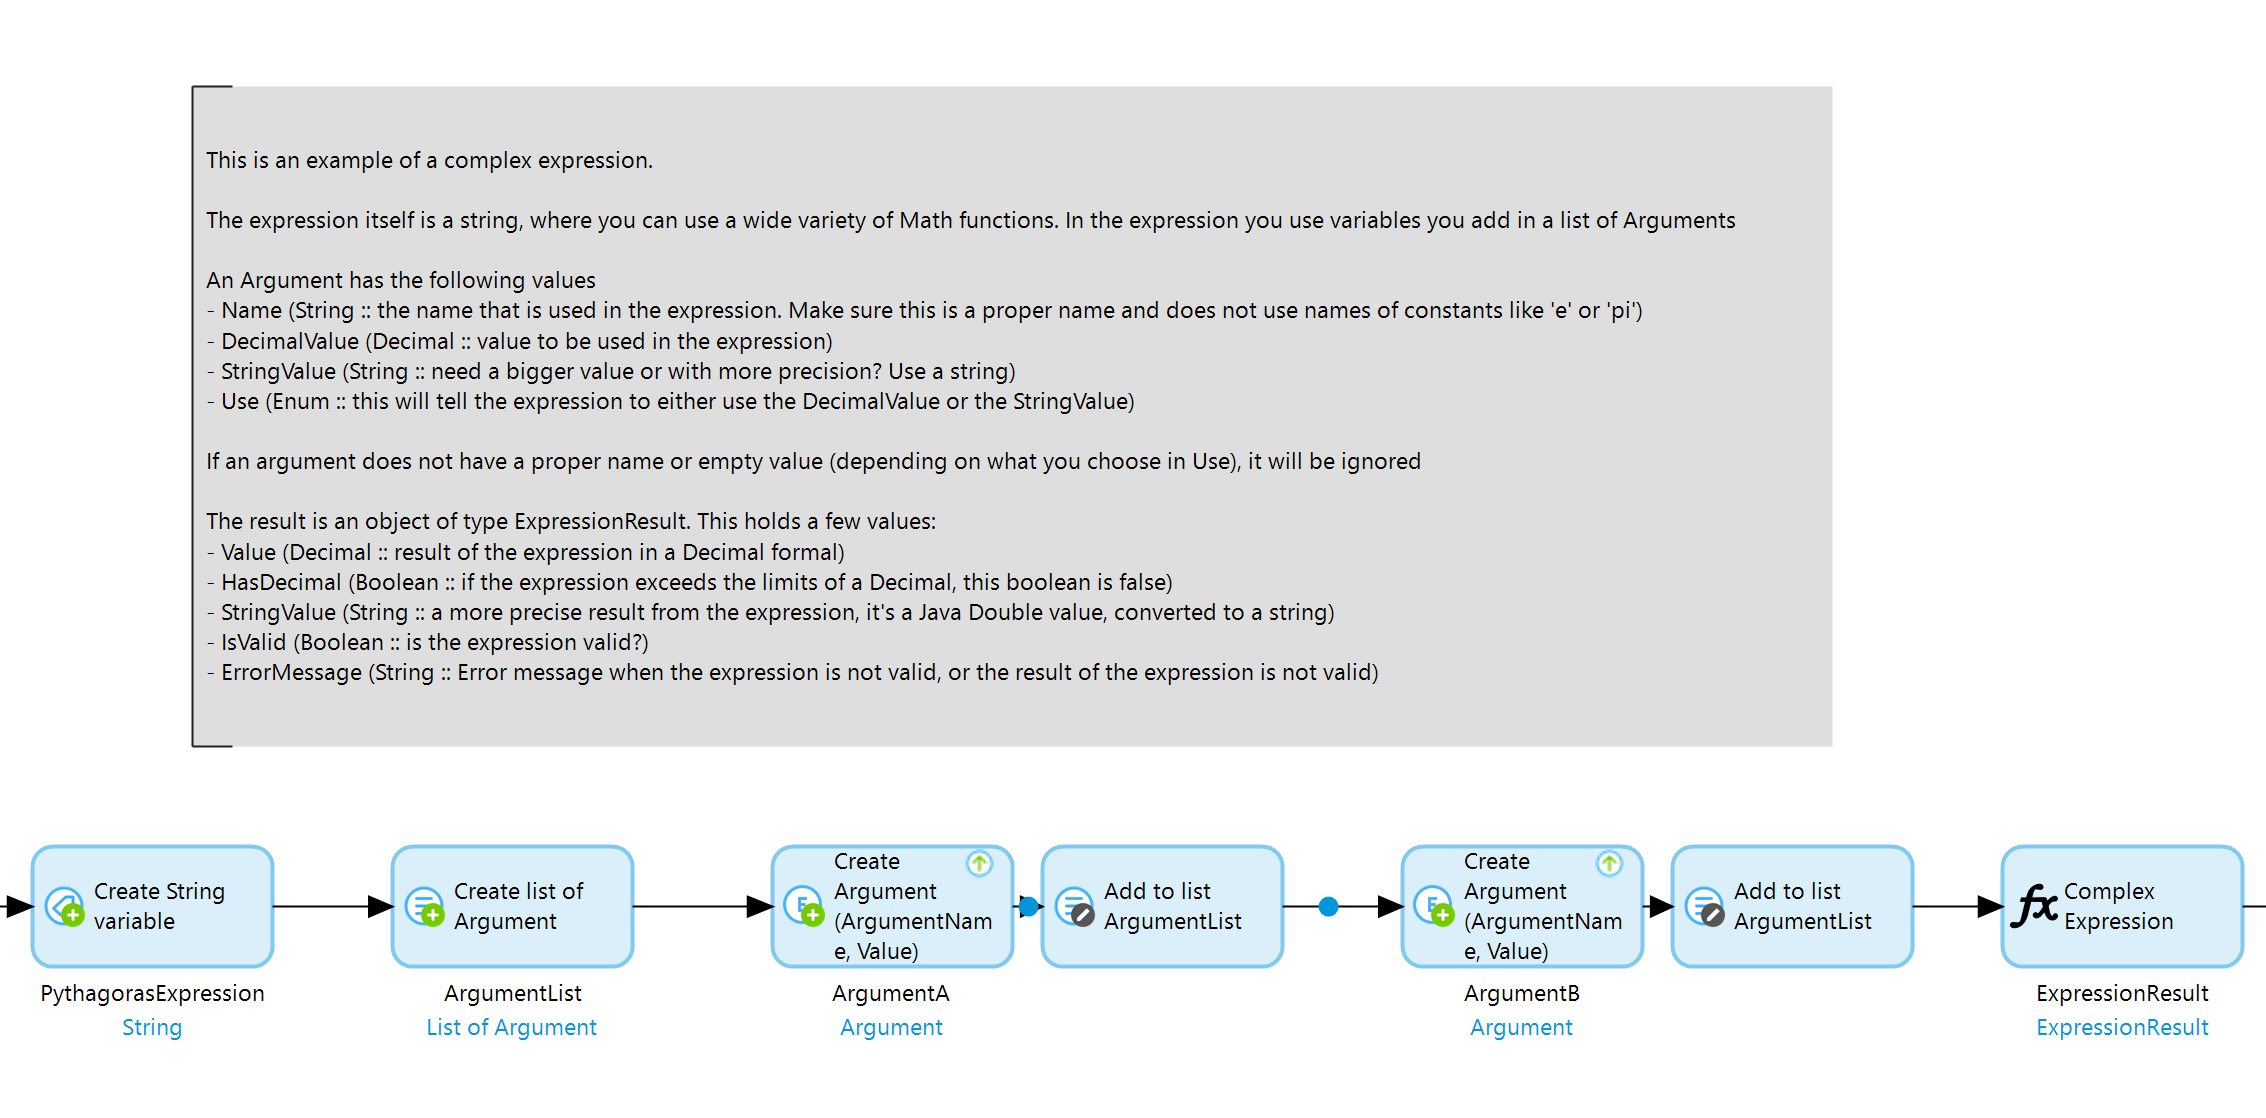 This is an example of a complex expression.
The expression itself is a string, where you can use a wide variety of Math functions. In the expression you use variables you add in a list of Arguments
An Argument has the following values
- Name (String :: the name that is used in the expression. Make sure this is a proper name and does not use names of constants like 'e' or 'pi')
- DecimalValue (Decimal :: value to be used in the expression)
- StringValue (String :: need a bigger value or with more precision? Use a string)
- Use (Enum :: this will tell the expression to either use the DecimalValue or the StringValue)
If an argument does not have a proper name or empty value (depending on what you choose in Use), it will be ignored
The result is an object of type ExpressionResult. This holds a few values:
- Value (Decimal :: result of the expression in a Decimal formal)
- HasDecimal (Boolean :: if the expression exceeds the limits of a Decimal, this boolean is false)
- StringValue (String :: a more precise result from the expression, it's a Java Double value, converted to a string)
- IsValid (Boolean :: is the expression valid?)
- ErrorMessage (String :: Error message when the expression is not valid, or the result of the expression is not valid)
Create String
variable
PythagorasExpression
String
Create list of
Argument
ArgumentList
List of Argument
E
Create
Argument
(ArgumentNam
e, Value)
ArgumentA
Argument
Add to list
ArgumentList
E
Create
Argument
(ArgumentNam
e, Value)
ArgumentB
Argument
Add to list
ArgumentList
fx
Complex
Expression
ExpressionResult
ExpressionResult